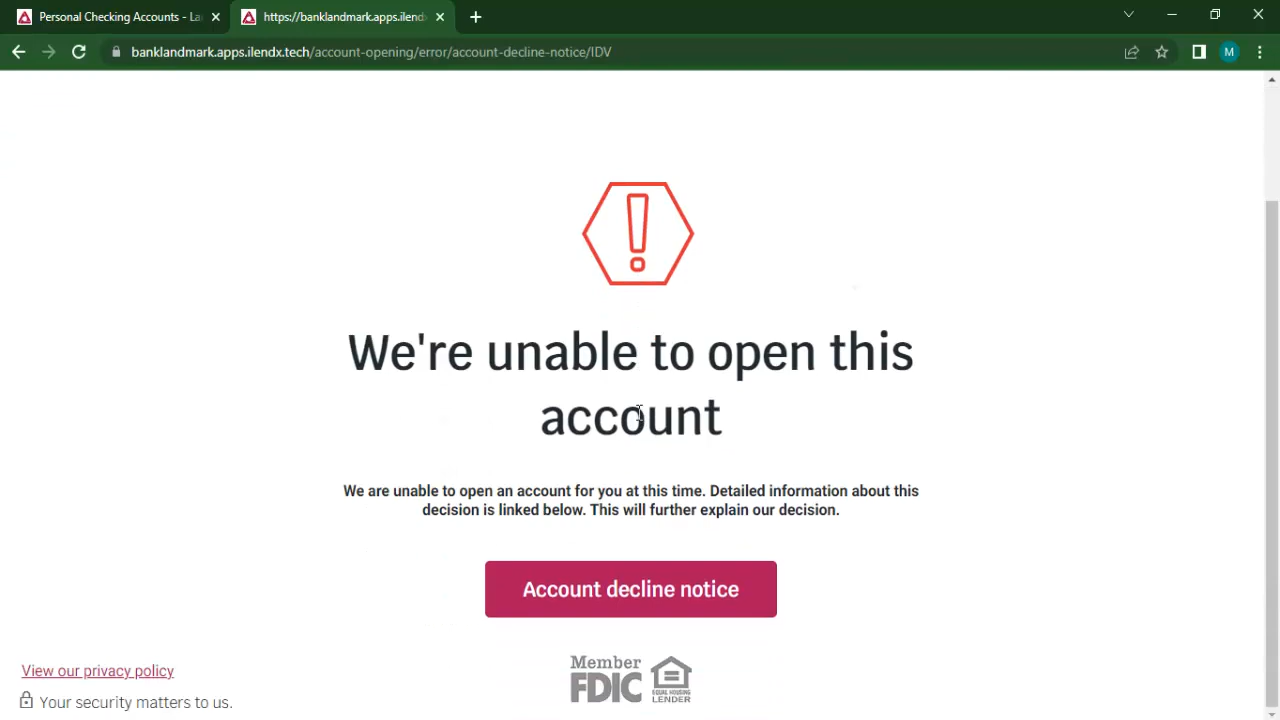 Personal Checking Accounts - La
https://banklandmark.apps.ilend
banklandmark.apps.ilendx.tech/account-opening/error/account-decline-notice/IDV
M
We're unable to open this
account
We are unable to open an account for you at this time. Detailed information about this
decision is linked below. This will further explain our decision.
Account decline notice
Member
FDIC
EQUAL HOUSING
LENDER
View our privacy policy
Your security matters to us.